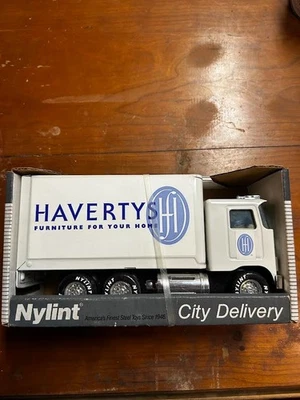 HAVERTYS
FURNITURE FOR YOUR HOME
Nylint
America's Finest Steel Toys Since 1946
City Delivery